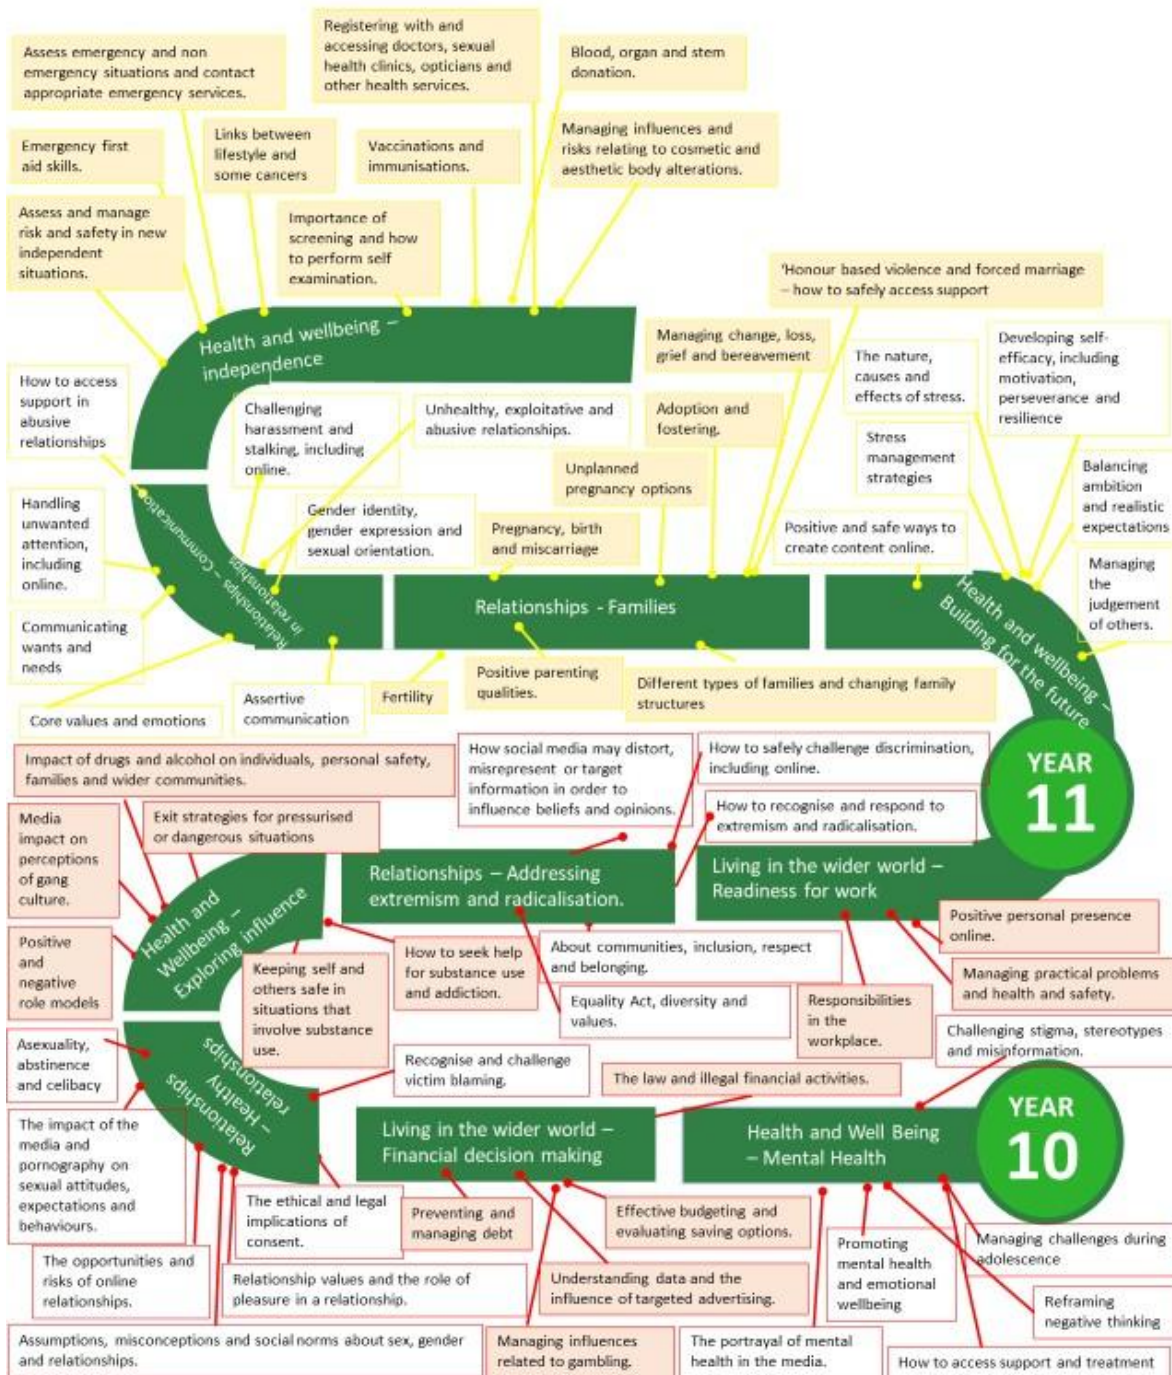 Assess emergency and non
emergency situations and contact
appropriate emergency services.
Registering with and
accessing doctors, sexual
health clinics, opticians and
other health services.
Blood, organ and stem
donation.
Emergency first
aid skills.
Links between
lifestyle and
some cancers
Vaccinations and
immunisations.
Managing influences and
risks relating to cosmetic and
aesthetic body alterations.
Assess and manage
risk and safety in new
independent
situations.
Importance of
screening and how
to perform self
examination.
'Honour based violence and forced marriage
– how to safely access support
Health and wellbeing –
independence
Managing change, loss,
grief and bereavement
The nature,
causes and
effects of stress.
Developing self-
efficacy, including
motivation,
perseverance and
resilience
How to access
support in
abusive
relationships
Challenging
harassment and
stalking, including
online.
Unhealthy, exploitative and
abusive relationships.
Adoption and
fostering.
Stress
management
strategies
Unplanned
pregnancy options
Balancing
ambition
and realistic
expectations
Handling
unwanted
attention,
including
online.
Gender identity,
gender expression and
sexual orientation.
Pregnancy, birth
and miscarriage
Positive and safe ways to
create content online.
Managing
the
judgement
of others.
Relationships – Communication
in relationships
Relationships - Families
Health and wellbeing –
Building for the future
Communicating
wants and
needs
Positive parenting
qualities.
Different types of families and changing family
structures
Core values and emotions
Assertive
communication
Fertility
YEAR
11
Impact of drugs and alcohol on individuals, personal safety,
families and wider communities.
How social media may distort,
misrepresent or target
information in order to
influence beliefs and opinions.
How to safely challenge discrimination,
including online.
Media
impact on
perceptions
of gang
culture.
Exit strategies for pressurised
or dangerous situations
How to recognise and respond to
extremism and radicalisation.
Health and
Wellbeing –
Exploring influence
Relationships – Addressing
extremism and radicalisation.
Living in the wider world –
Readiness for work
Positive
and
negative
role models
Keeping self and
others safe in
situations that
involve substance
use.
How to seek help
for substance use
and addiction.
About communities, inclusion, respect
and belonging.
Positive personal presence
online.
Managing practical problems
and health and safety.
Equality Act, diversity and
values.
Responsibilities
in the
workplace.
Asexuality,
abstinence
and celibacy
Relationships
– Healthy
relationships
Recognise and challenge
victim blaming.
Challenging stigma, stereotypes
and misinformation.
The law and illegal financial activities.
YEAR
10
The impact of the
media and
pornography on
sexual attitudes,
expectations and
behaviours.
Living in the wider world –
Financial decision making
Health and Well Being
– Mental Health
The ethical and legal
implications of
consent.
Preventing and
managing debt
Effective budgeting and
evaluating saving options.
Promoting
mental health
and emotional
wellbeing
Managing challenges during
adolescence
The opportunities and
risks of online
relationships.
Relationship values and the role of
pleasure in a relationship.
Understanding data and the
influence of targeted advertising.
Reframing
negative thinking
Assumptions, misconceptions and social norms about sex, gender
and relationships.
Managing influences
related to gambling.
The portrayal of mental
health in the media.
How to access support and treatment